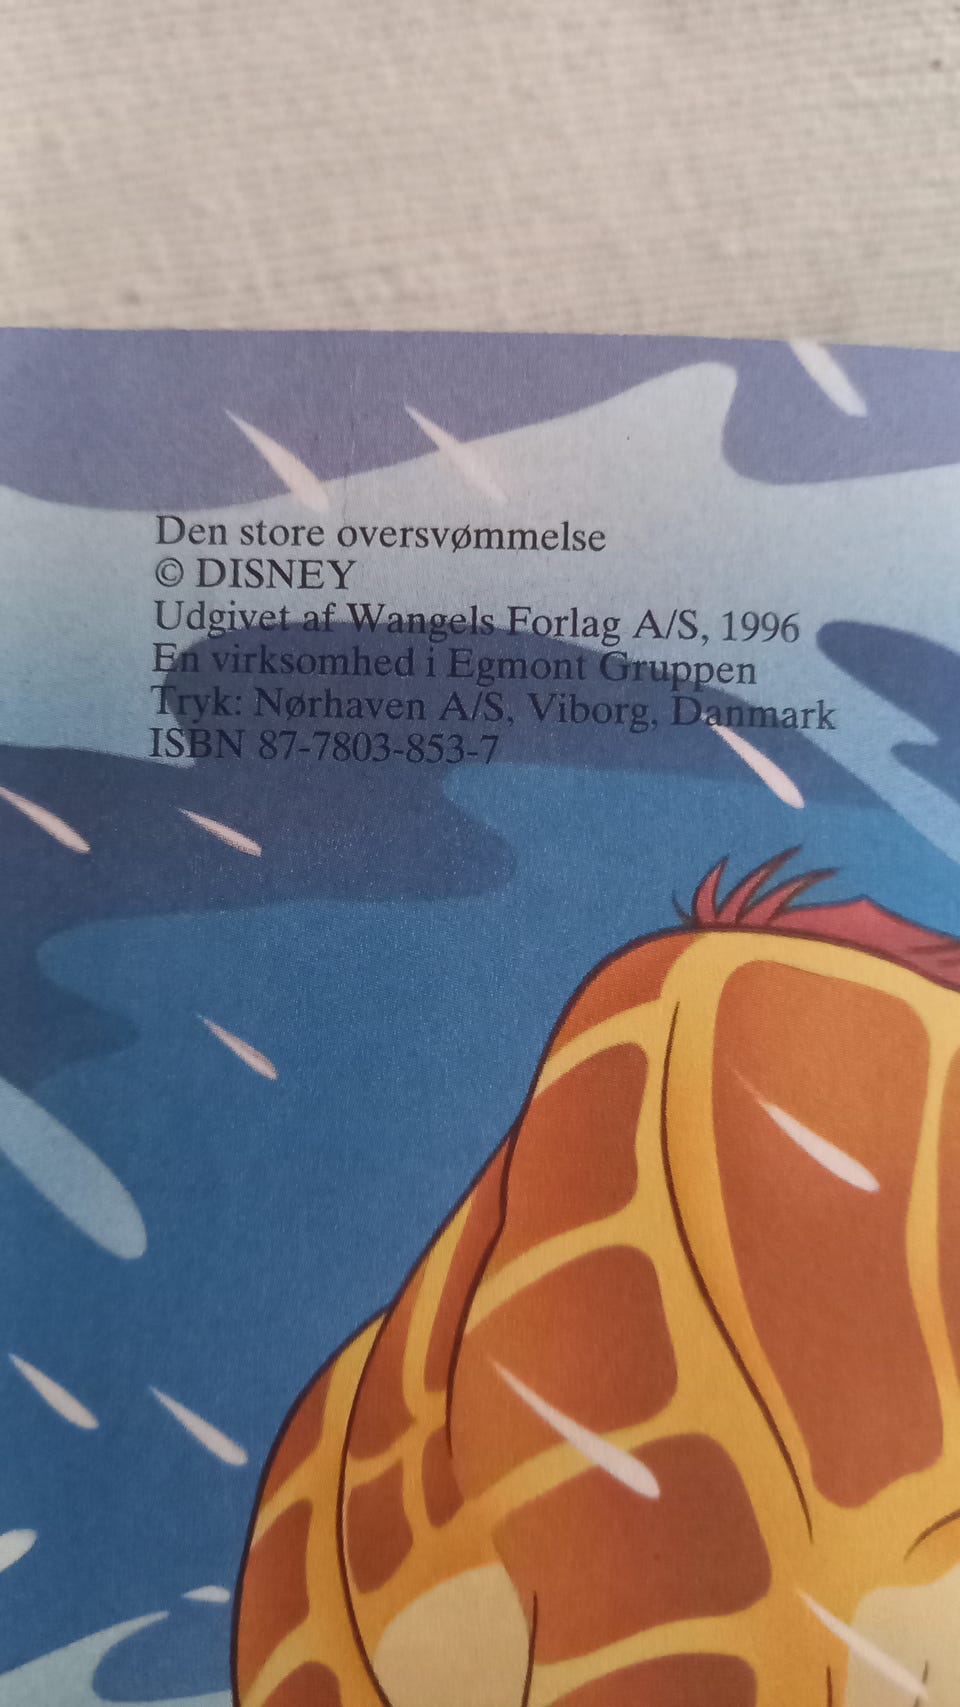 Den store oversvømmelse
© DISNEY
Udgivet af Wangels Forlag A/S, 1996
En virksomhed i Egmont Gruppen
Tryk: Nørhaven A/S, Viborg, Danmark
ISBN 87-7803-853-7